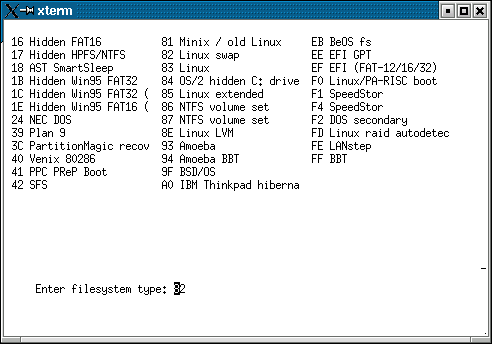 xterm
16 Hidden FAT16 81 Minix / old Linux EB BeOS fs
17 Hidden HPFS/NTFS 82 Linux swap EE EFI GPT
18 AST SmartSleep 83 Linux EF EFI (FAT-12/16/32)
1B Hidden Win95 FAT32 84 OS/2 hidden C: drive F0 Linux/PA-RISC boot
1C Hidden Win95 FAT32 ( 85 Linux extended F1 SpeedStor
1E Hidden Win95 FAT16 ( 86 NTFS volume set F4 SpeedStor
24 NEC DOS 87 NTFS volume set F2 DOS secondary
39 Plan 9 8E Linux LVM FD Linux raid autodetec
3C PartitionMagic recov 93 Amoeba FE LANstep
40 Venix 80286 94 Amoeba BBT FF BBT
41 PPC PReP Boot 9F BSD/OS
42 SFS A0 IBM Thinkpad hiberna
Enter filesystem type: 82